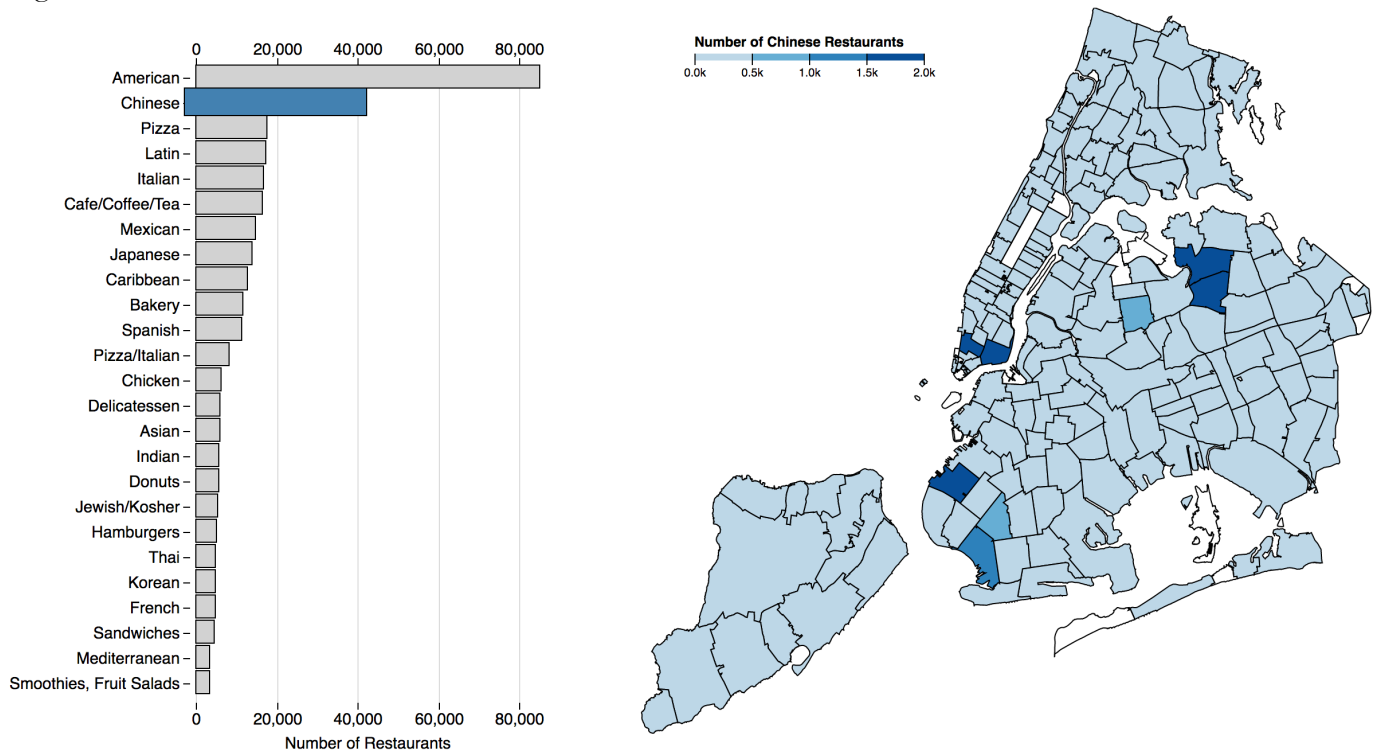 0 20,000 40,000 60,000 80,000
American
Chinese
Pizza
Latin
Italian
Cafe/Coffee/Tea
Mexican
Japanese
Caribbean
Bakery
Spanish
Pizza/Italian
Chicken
Delicatessen
Asian
Indian
Donuts
Jewish/Kosher
Hamburgers
Thai
Korean
French
Sandwiches
Mediterranean
Smoothies, Fruit Salads
0 20,000 40,000 60,000 80,000
Number of Restaurants
Number of Chinese Restaurants
0.0k 0.5k 1.0k 1.5k 2.0k